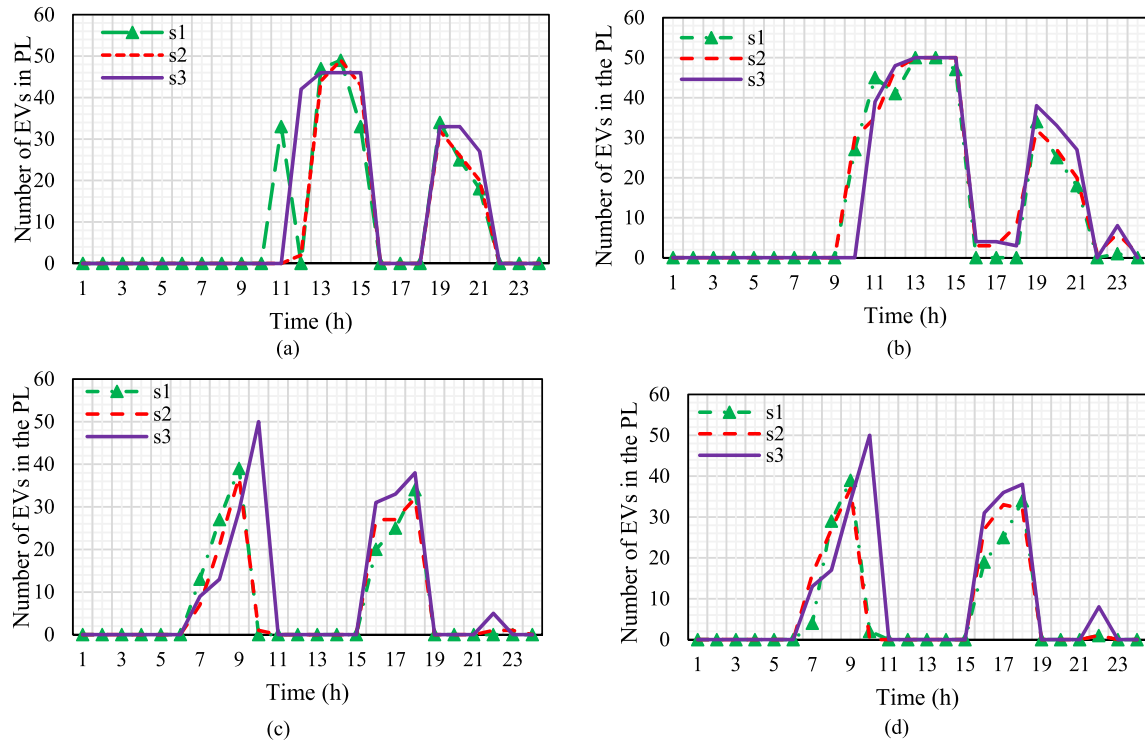 Number of EVs in PL
60
50
40
30
20
10
0
s1
s2
s3
1 3 5 7 9 11 13 15 17 19 21 23
Time (h)
(a)
Number of EVs in the PL
60
50
40
30
20
10
0
s1
s2
s3
1 3 5 7 9 11 13 15 17 19 21 23
Time (h)
(b)
Number of EVs in the PL
60
50
40
30
20
10
0
s1
s2
s3
1 3 5 7 9 11 13 15 17 19 21 23
Time (h)
(c)
Number of EVs in the PL
60
50
40
30
20
10
0
s1
s2
s3
1 3 5 7 9 11 13 15 17 19 21 23
Time (h)
(d)